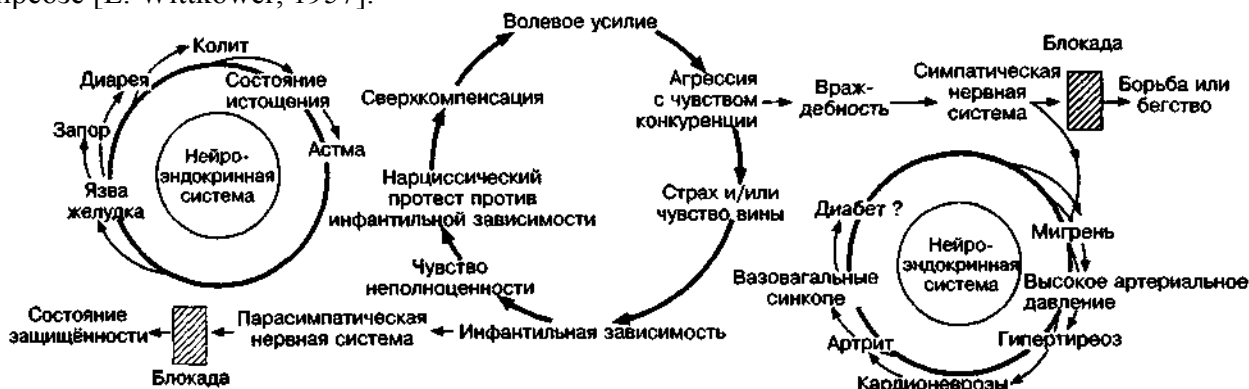 [E. Wittkower, 1957].
Волевое усилие
Колит
Диарея
Состояние
истощения
Запор
Астма
Язва
желудка
Нейро-
эндокринная
система
Сверхкомпенсация
Агрессия
с чувством
конкуренции
Враж-
дебность
Симпатическая
нервная
система
Блокада
Борьба или
бегство
Нарциссический
протест против
инфантильной зависимости
Страх и/или
чувство вины
Чувство
неполноценности
Инфантильная зависимость
Парасимпатическая
нервная система
Состояние
защищённости
Блокада
Диабет ?
Нейро-
эндокринная
система
Мигрень
Вазовагальные
синкопе
Высокое артериальное
давление
Артрит
Гипертиреоз
Кардионеврозы